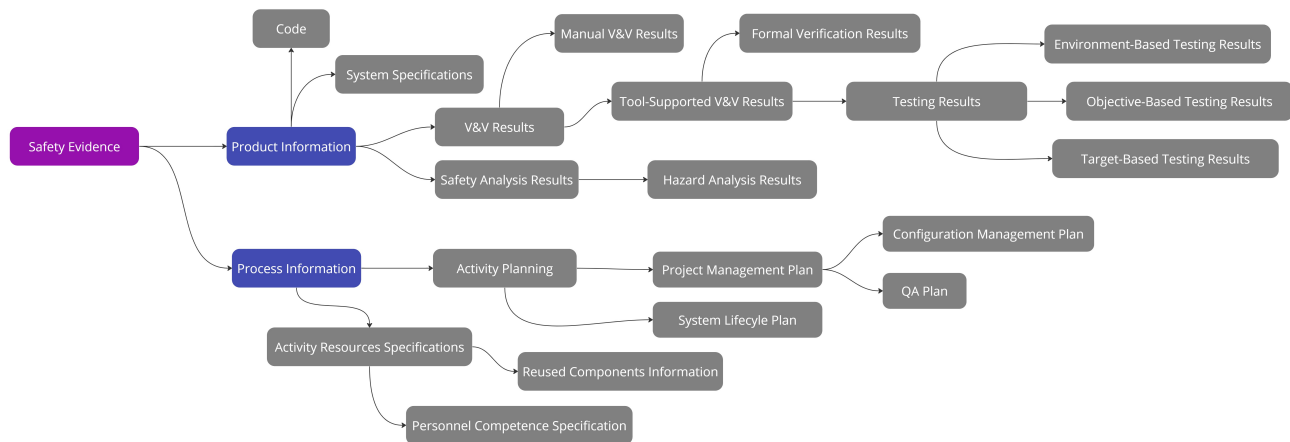 Code
Manual V&V Results
Formal Verification Results
Environment-Based Testing Results
System Specifications
Tool-Supported V&V Results
Testing Results
Objective-Based Testing Results
V&V Results
Safety Evidence
Product Information
Target-Based Testing Results
Safety Analysis Results
Hazard Analysis Results
Configuration Management Plan
Process Information
Activity Planning
Project Management Plan
QA Plan
System Lifecyle Plan
Activity Resources Specifications
Reused Components Information
Personnel Competence Specification